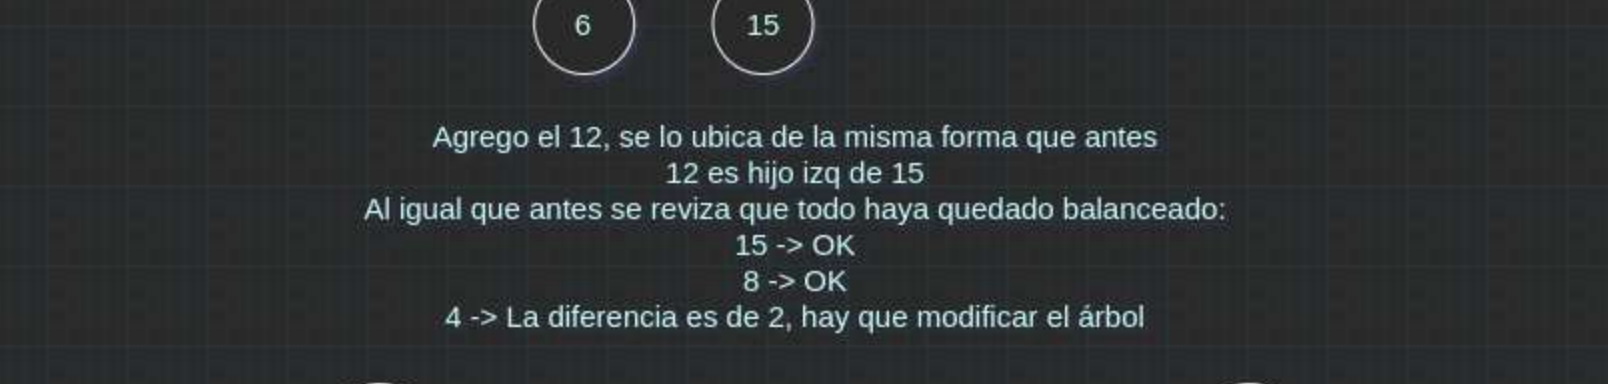 6 15
Agrego el 12, se lo ubica de la misma forma que antes
12 es hijo izq de 15
Al igual que antes se reviza que todo haya quedado balanceado:
15 -> OK
8 -> OK
4 -> La diferencia es de 2, hay que modificar el árbol